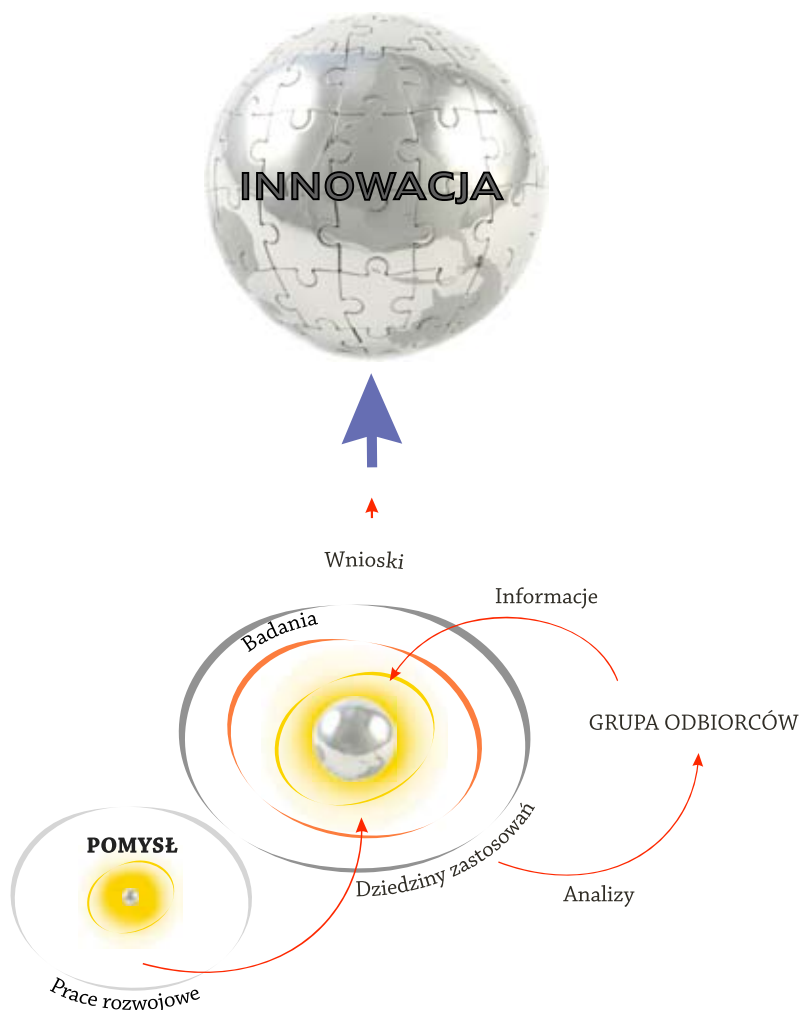 INNOWACJA
Wnioski
Informacje
Badania
GRUPA ODBIORCÓW
POMYSŁ
Dziedziny zastosowań
Analizy
Prace rozwojowe